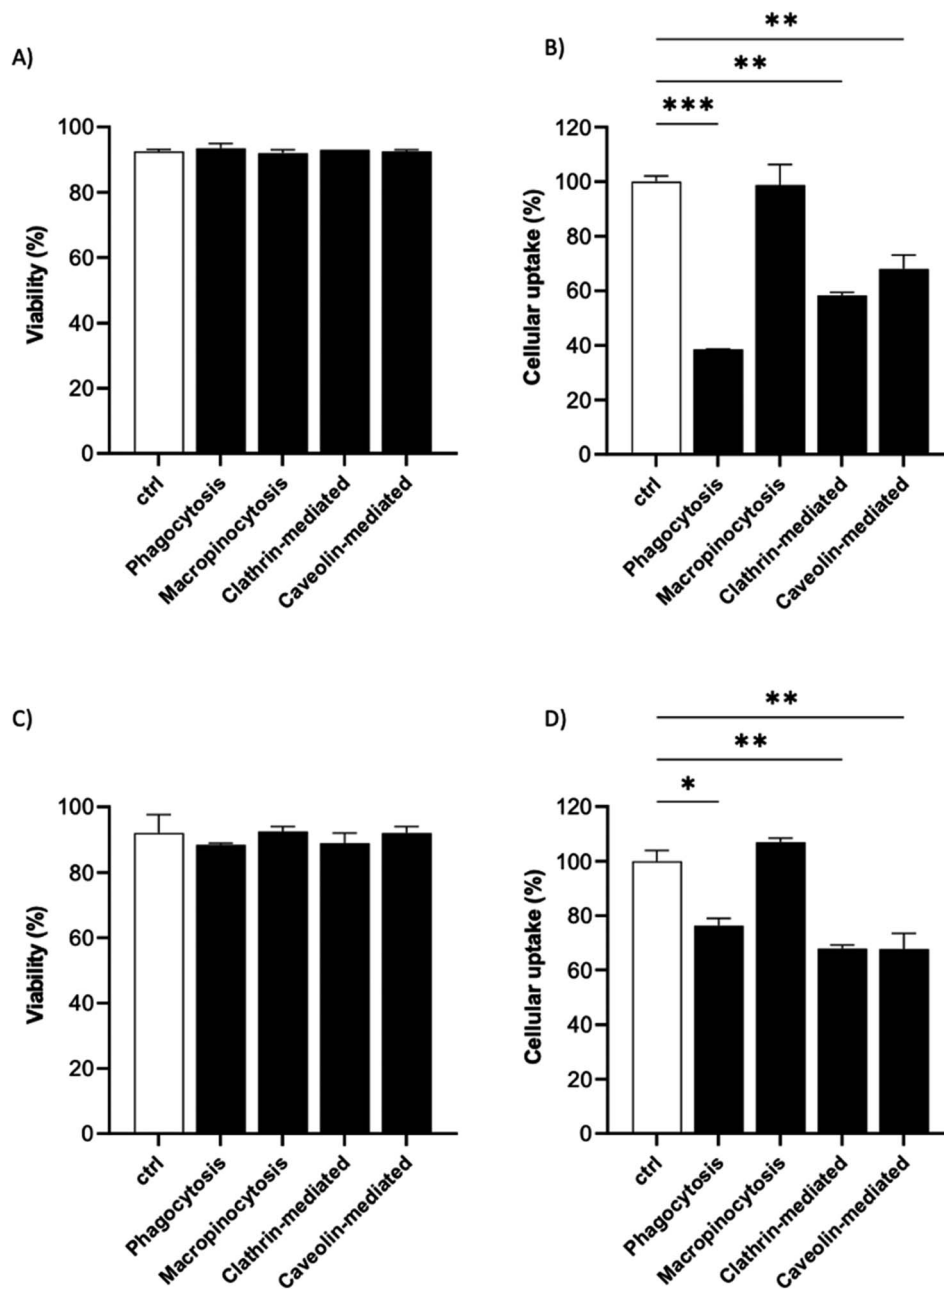 A)
Viability (%)
100
80
60
40
20
0
ctrl
Phagocytosis
Macropinocytosis
Clathrin-mediated
Caveolin-mediated
B)
**
**
***
Cellular uptake (%)
120
100
80
60
40
20
0
ctrl
Phagocytosis
Macropinocytosis
Clathrin-mediated
Caveolin-mediated
C)
Viability (%)
100
80
60
40
20
0
ctrl
Phagocytosis
Macropinocytosis
Clathrin-mediated
Caveolin-mediated
D)
**
**
*
Cellular uptake (%)
120
100
80
60
40
20
0
ctrl
Phagocytosis
Macropinocytosis
Clathrin-mediated
Caveolin-mediated